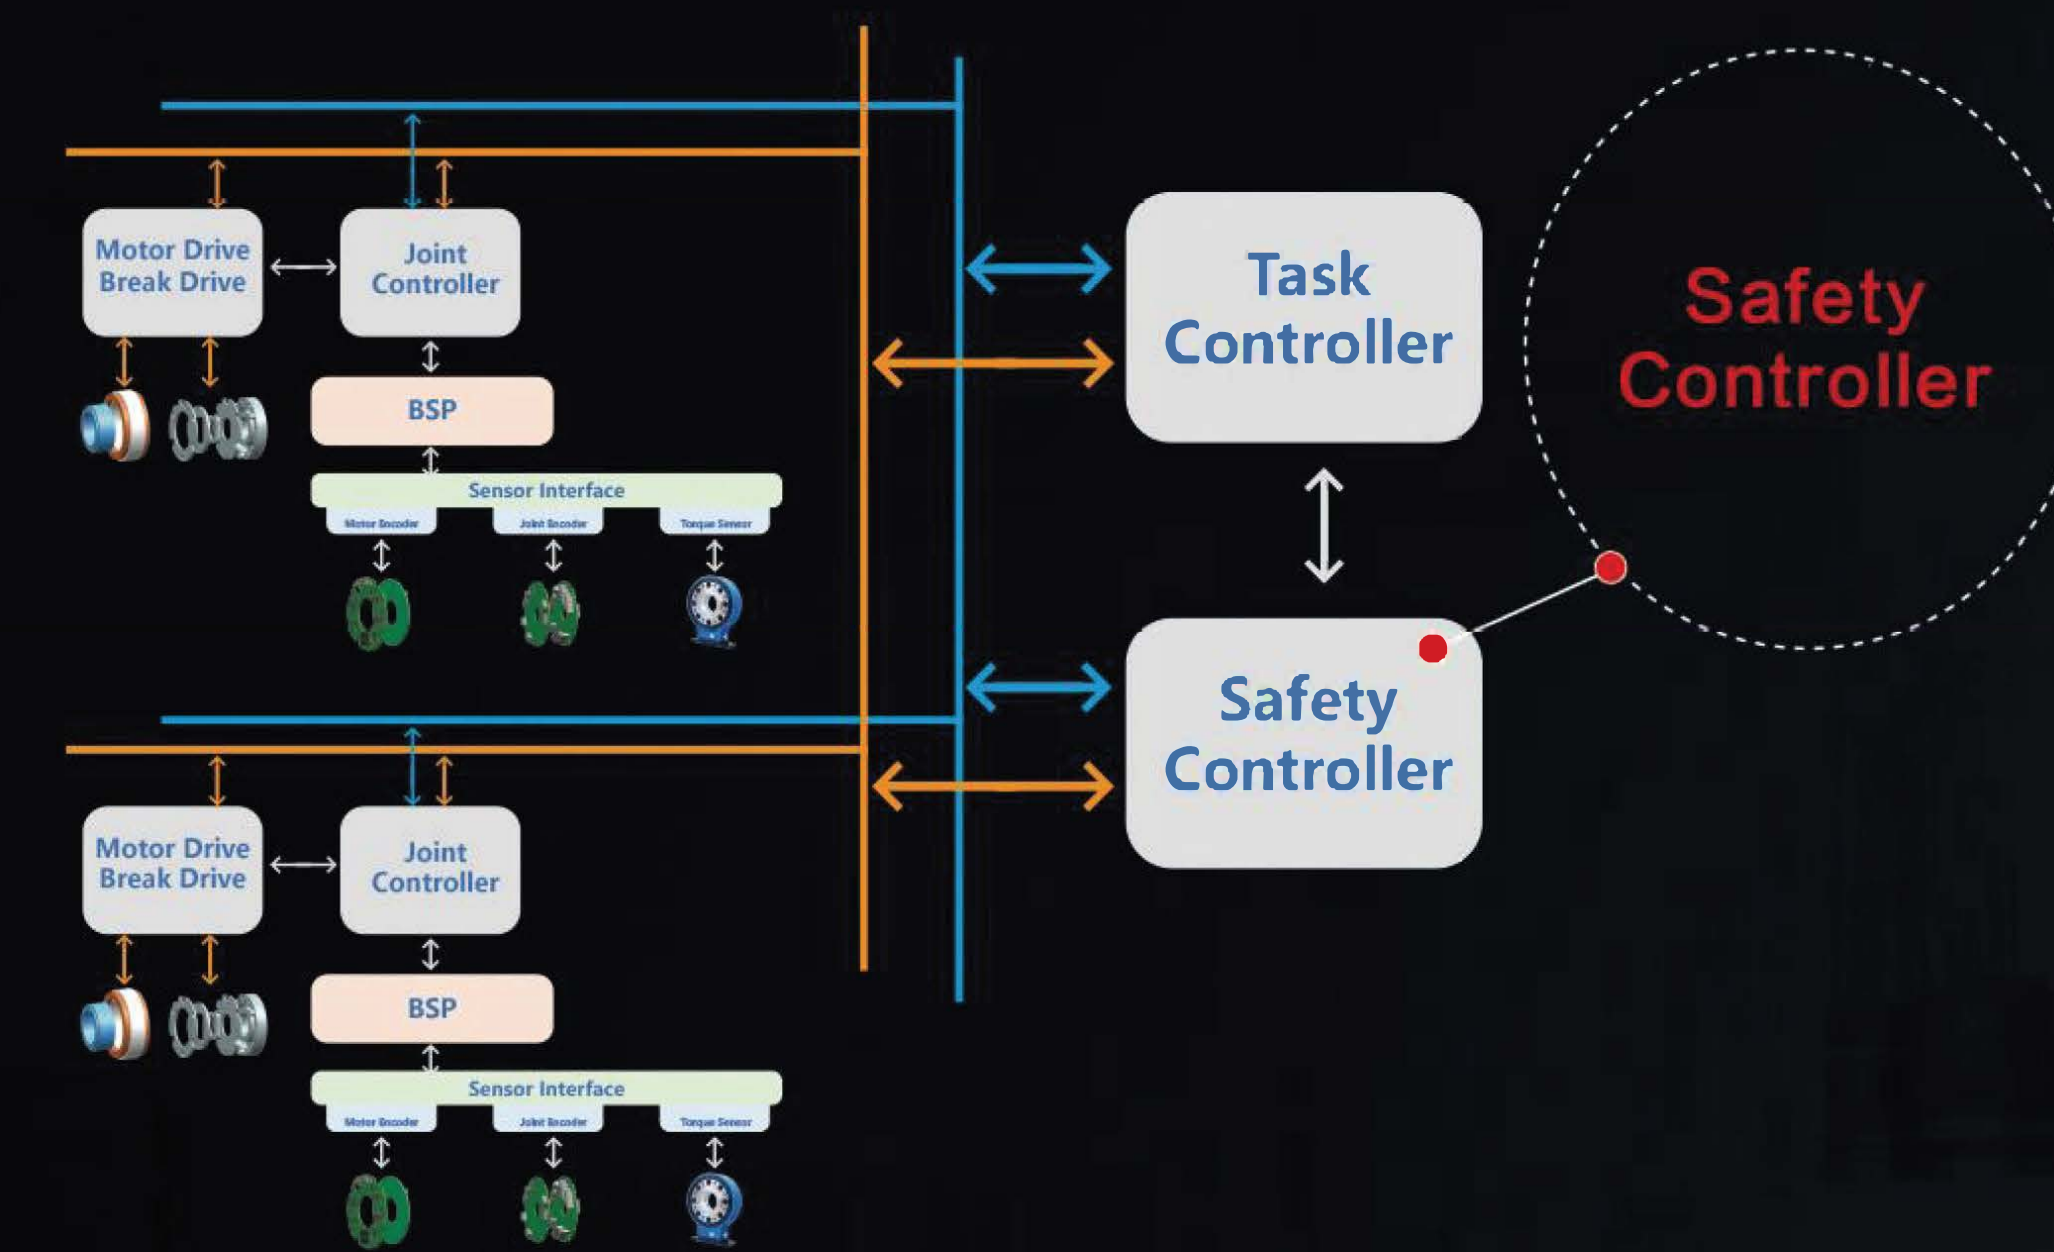 Motor Drive
Break Drive
Joint
Controller
BSP
Sensor Interface
Motor Encoder
Joint Encoder
Torque Sensor
Motor Drive
Break Drive
Joint
Controller
BSP
Sensor Interface
Motor Encoder
Joint Encoder
Torque Sensor
Task
Controller
Safety
Controller
Safety
Controller